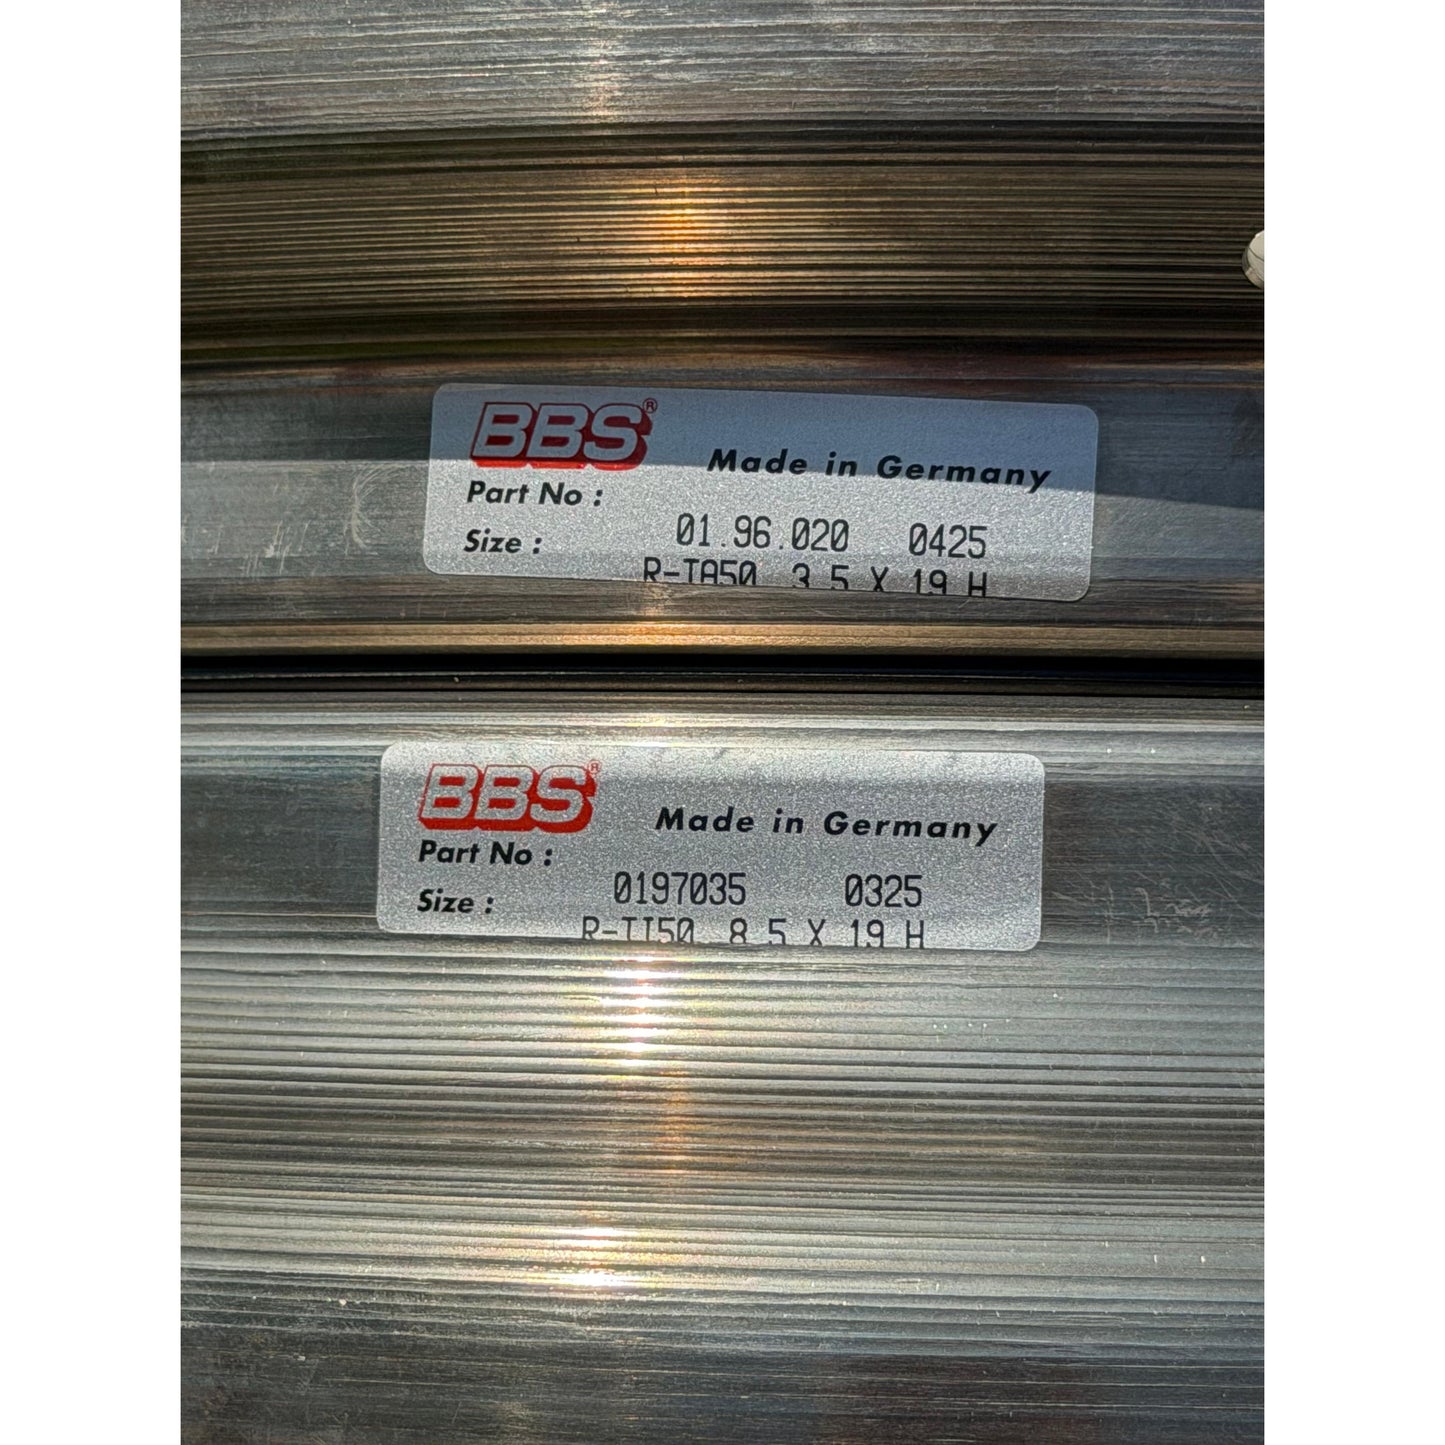 BBS®
Made in Germany
Part No :
01.96.020 0425
Size :
R-TA50 3.5 X 19 H
BBS®
Made in Germany
Part No :
0197035 0325
Size :
R-TI50 8.5 X 19 H